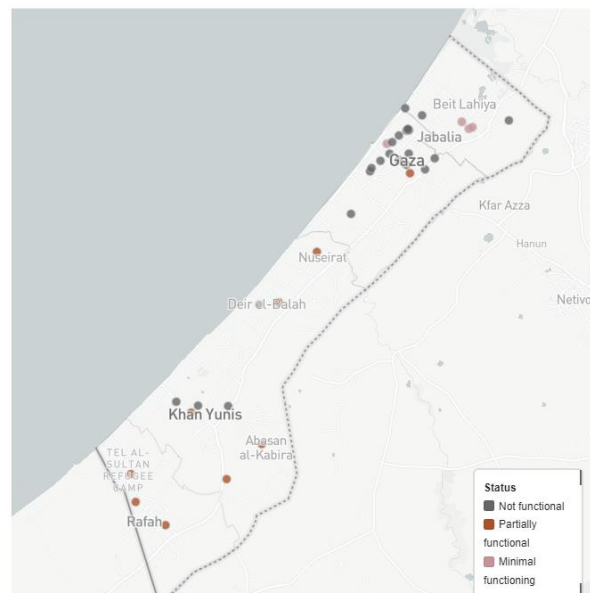 Beit Lahiya
Jabalia
Gaza
Kfar Azza
Hanun
Nuseirat
Netivo
Deir el-Balah
Khan Yunis
Abasan
al-Kabira
TEL AL-
SULTAN
REFUGEE
CAMP
Rafah
Status
Not functional
Partially
functional
Minimal
functioning